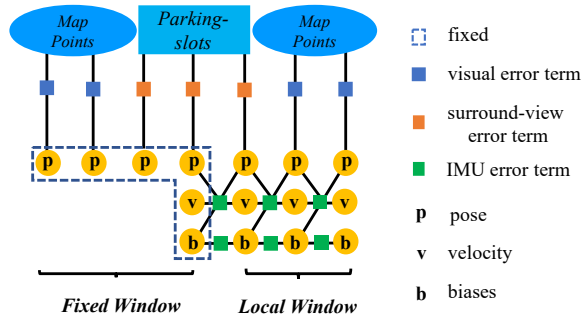 Map
Points
Parking-
slots
Map
Points
p p p p p p p
v v v v
b b b b
Fixed Window
Local Window
fixed
visual error term
surround-view
error term
IMU error term
p pose
v velocity
b biases